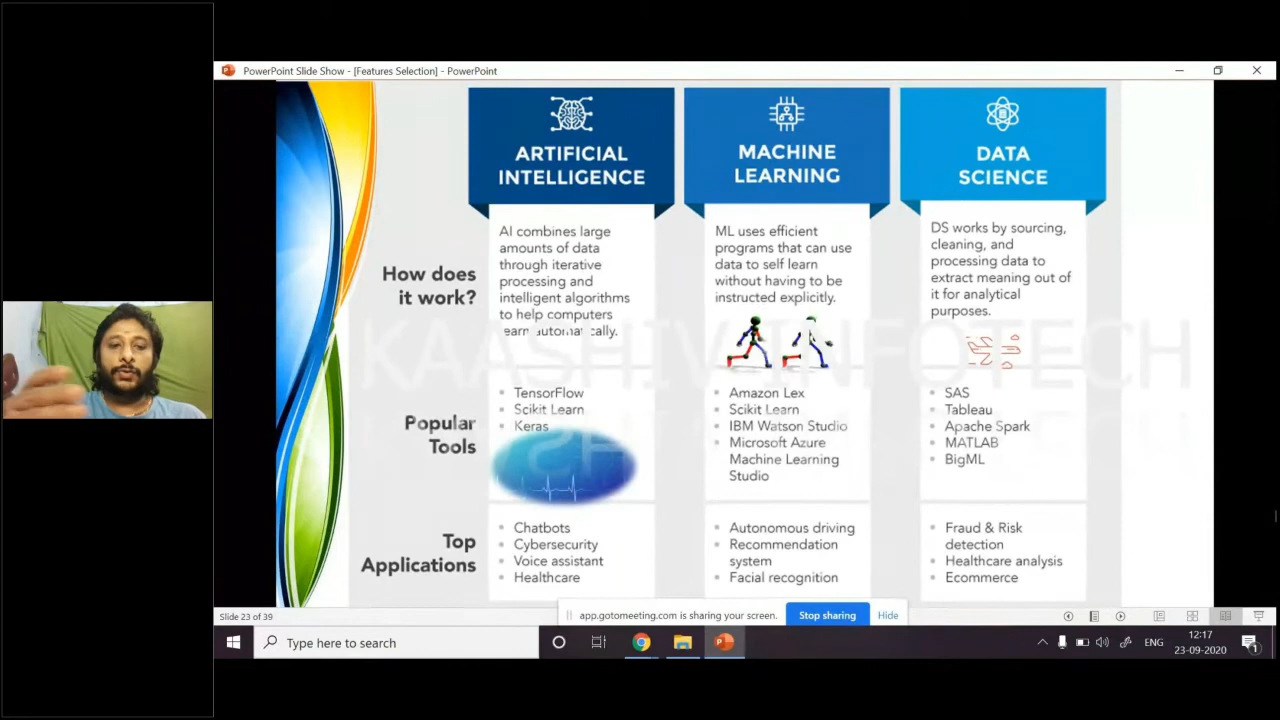 PowerPoint Slide Show - [Features Selection] - PowerPoint
ARTIFICIAL
INTELLIGENCE
MACHINE
LEARNING
DATA
SCIENCE
How does
it work?
AI combines large
amounts of data
through iterative
processing and
intelligent algorithms
to help computers
learn automatically.
ML uses efficient
programs that can use
data to self learn
without having to be
instructed explicitly.
DS works by sourcing,
cleaning, and
processing data to
extract meaning out of
it for analytical
purposes.
KAASHIV INFOTECH
Popular
Tools
TensorFlow
Scikit Learn
Keras
Amazon Lex
Scikit Learn
IBM Watson Studio
Microsoft Azure
Machine Learning
Studio
SAS
Tableau
Apache Spark
MATLAB
BigML
Top
Applications
Chatbots
Cybersecurity
Voice assistant
Healthcare
Autonomous driving
Recommendation
system
Facial recognition
Fraud & Risk
detection
Healthcare analysis
Ecommerce
app.gotomeeting.com is sharing your screen.
Stop sharing
Hide
Slide 23 of 39
Type here to search
ENG
12:17
23-09-2020
1